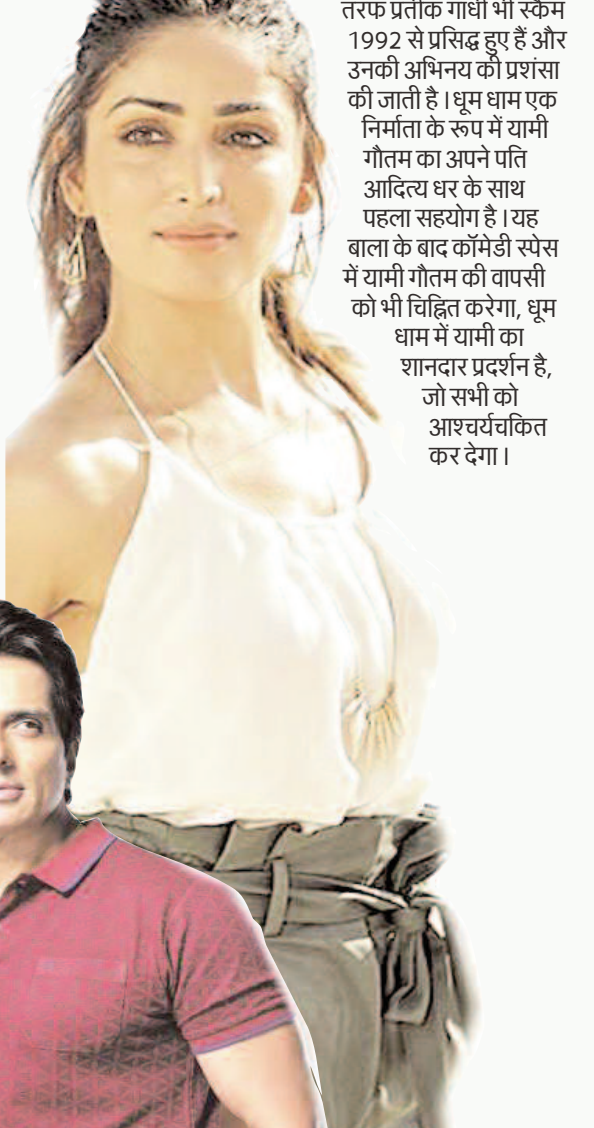 तरफ प्रतीक गांधी भी स्कैम
1992 से प्रसिद्ध हुए हैं और
उनकी अभिनय की प्रशंसा
की जाती है। धूम धाम एक
निर्माता के रूप में यामी
गौतम का अपने पति
आदित्य धर के साथ
पहला सहयोग है। यह
बाला के बाद कॉमेडी स्पेस
में यामी गौतम की वापसी
को भी चिह्नित करेगा, धूम
धाम में यामी का
शानदार प्रदर्शन है,
जो सभी को
आश्चर्यचकित
कर देगा।